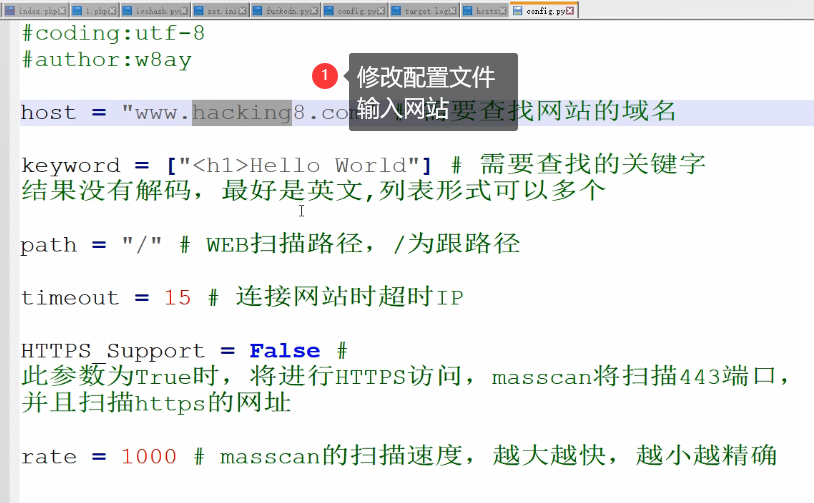 index.php 1.php icohash.py set.ini fuckcdn.py config.py target.log hosts config.py
#coding:utf-8
#author:w8ay
1 修改配置文件
输入网站
host = "www.hacking8.com 需要查找网站的域名
keyword = ["<h1>Hello World"] # 需要查找的关键字
结果没有解码，最好是英文,列表形式可以多个
path = "/" # WEB扫描路径，/为跟路径
timeout = 15 # 连接网站时超时IP
HTTPS_Support = False #
此参数为True时，将进行HTTPS访问，masscan将扫描443端口，
并且扫描https的网址
rate = 1000 # masscan的扫描速度，越大越快，越小越精确